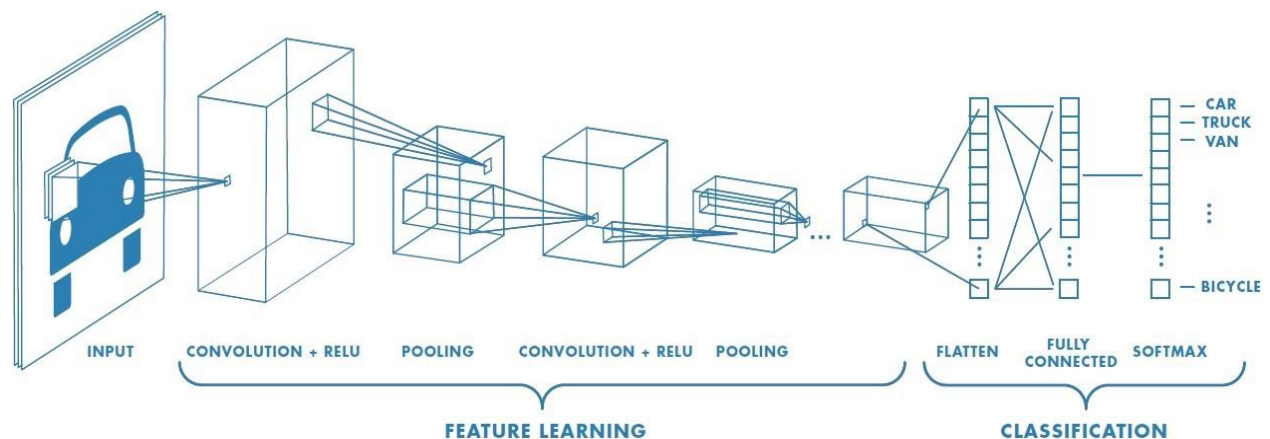 CAR
TRUCK
VAN
BICYCLE
INPUT
CONVOLUTION + RELU
POOLING
CONVOLUTION + RELU
POOLING
FLATTEN
FULLY
CONNECTED
SOFTMAX
FEATURE LEARNING
CLASSIFICATION